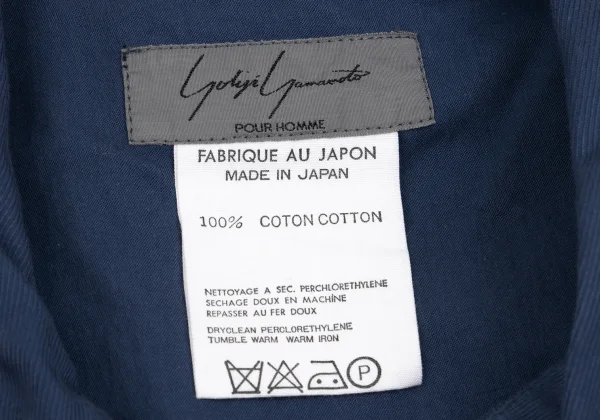 Yohji Yamamoto
POUR HOMME
FABRIQUE AU JAPON
MADE IN JAPAN
100% COTON COTTON
NETTOYAGE A SEC. PERCHLORETHYLENE
SECHAGE DOUX EN MACHINE
REPASSER AU FER DOUX
DRYCLEAN PERCLORETHYLENE
TUMBLE WARM WARM IRON
P